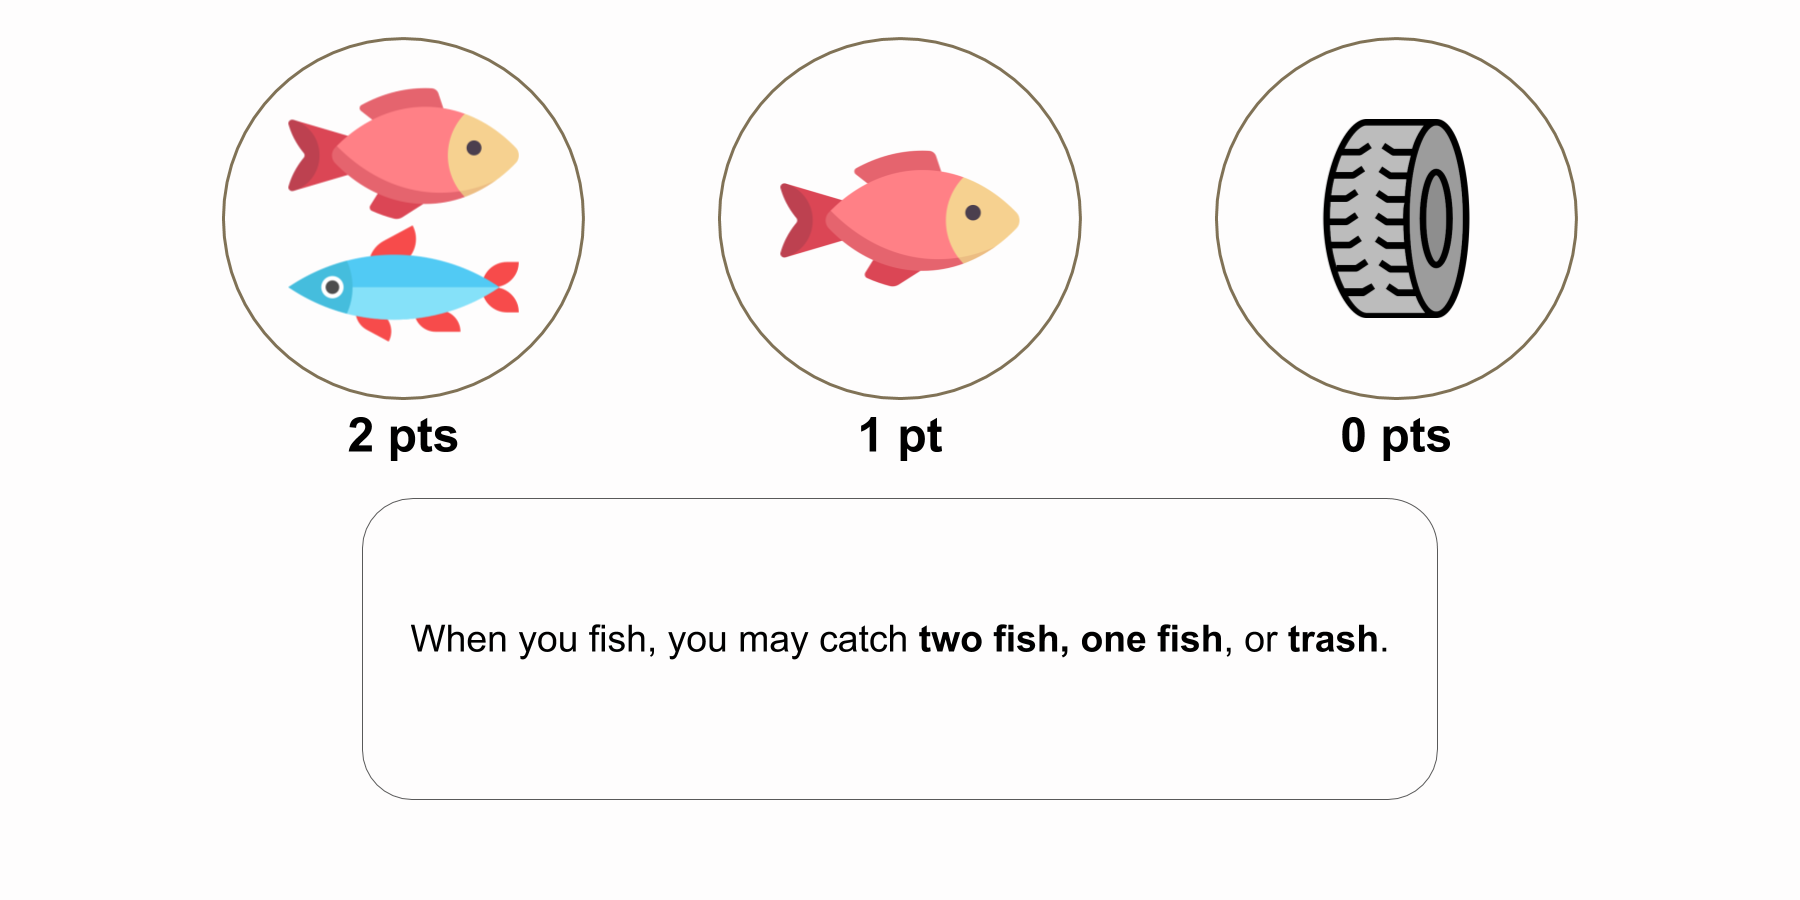 2 pts
1 pt
0 pts
When you fish, you may catch two fish, one fish, or trash.